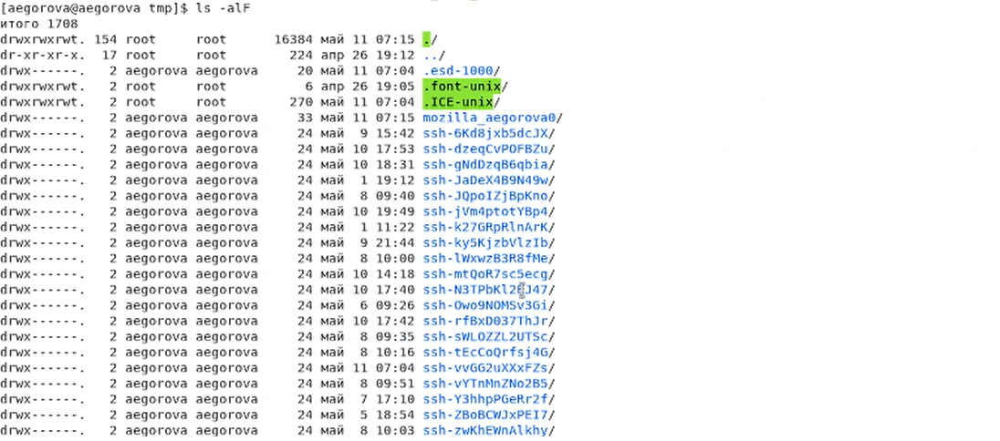 [aegorova@aegorova tmp]$ ls -alF
итого 1708
drwxrwxrwt. 154 root root 16384 май 11 07:15 ./
dr-xr-xr-x. 17 root root 224 апр 26 19:12 ../
drwx------. 2 aegorova aegorova 20 май 11 07:04 .esd-1000/
drwxrwxrwt. 2 root root 6 апр 26 19:05 .font-unix/
drwxrwxrwt. 2 root root 270 май 11 07:04 .ICE-unix/
drwx------. 2 aegorova aegorova 33 май 11 07:15 mozilla_aegorova0/
drwx------. 2 aegorova aegorova 24 май 9 15:42 ssh-6Kd8jxb5dcJX/
drwx------. 2 aegorova aegorova 24 май 10 17:53 ssh-dzeqCvPOFBZu/
drwx------. 2 aegorova aegorova 24 май 10 18:31 ssh-gNdDzqB6qbia/
drwx------. 2 aegorova aegorova 24 май 1 19:12 ssh-JaDeX4B9N49w/
drwx------. 2 aegorova aegorova 24 май 8 09:40 ssh-JQpoIZjBpKno/
drwx------. 2 aegorova aegorova 24 май 10 19:49 ssh-jVm4ptotYBp4/
drwx------. 2 aegorova aegorova 24 май 1 11:22 ssh-k27GRpRlnArK/
drwx------. 2 aegorova aegorova 24 май 9 21:44 ssh-ky5KjzbVlzIb/
drwx------. 2 aegorova aegorova 24 май 8 10:00 ssh-lWxwzB3R8fMe/
drwx------. 2 aegorova aegorova 24 май 10 14:18 ssh-mtQoR7sc5ecg/
drwx------. 2 aegorova aegorova 24 май 10 17:40
drwx------. 2 aegorova aegorova 24 май 6 09:26 ssh-Owo9NOMSv3Gi/
drwx------. 2 aegorova aegorova 24 май 10 17:42 ssh-rfBxD037ThJr/
drwx------. 2 aegorova aegorova 24 май 8 09:35 ssh-sWLOZZL2UTSc/
drwx------. 2 aegorova aegorova 24 май 8 10:16 ssh-tEcCoQrfsj4G/
drwx------. 2 aegorova aegorova 24 май 11 07:04 ssh-vvGG2uXXxFZs/
drwx------. 2 aegorova aegorova 24 май 8 09:51 ssh-vYTnMnZNo2B5/
drwx------. 2 aegorova aegorova 24 май 7 17:10 ssh-Y3hhpPGeRr2f/
drwx------. 2 aegorova aegorova 24 май 5 18:54 ssh-ZBoBCWJxPEI7/
drwx------. 2 aegorova aegorova 24 май 8 10:03 ssh-zwKhEWnAlkhy/